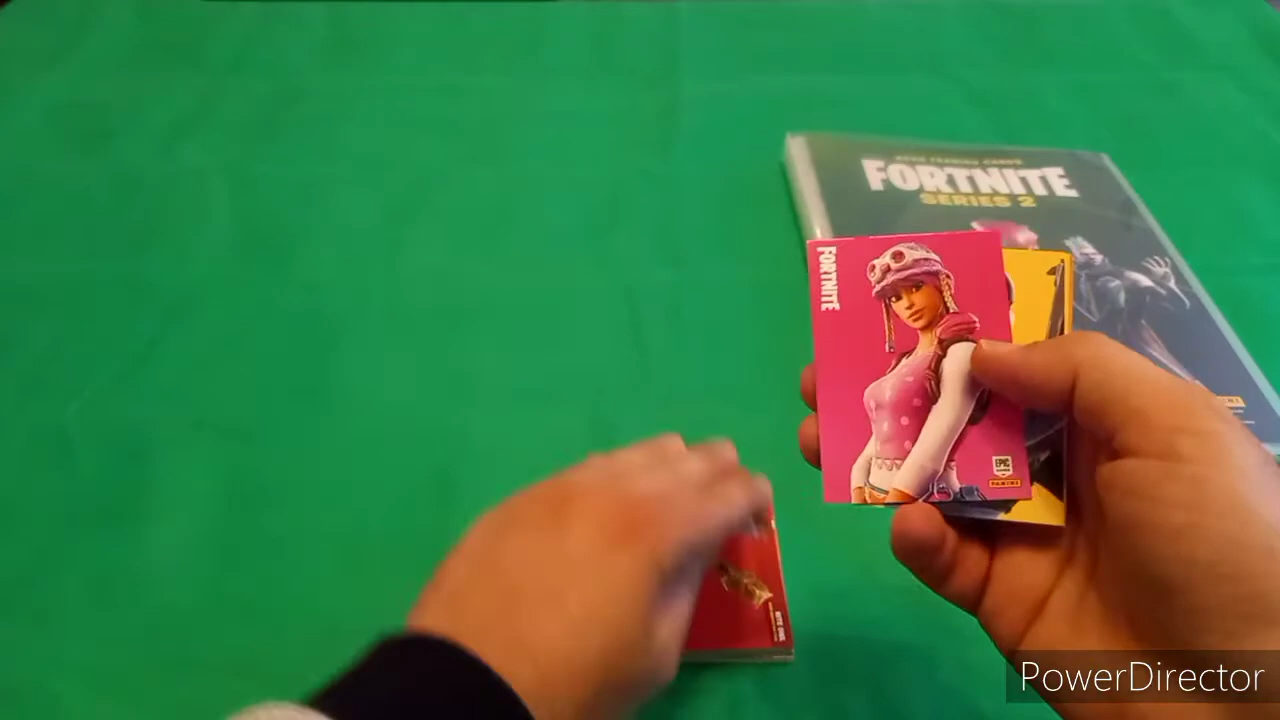 FORTNITE
SERIES 2
FORTNITE
EPIC
PANINI
PowerDirector